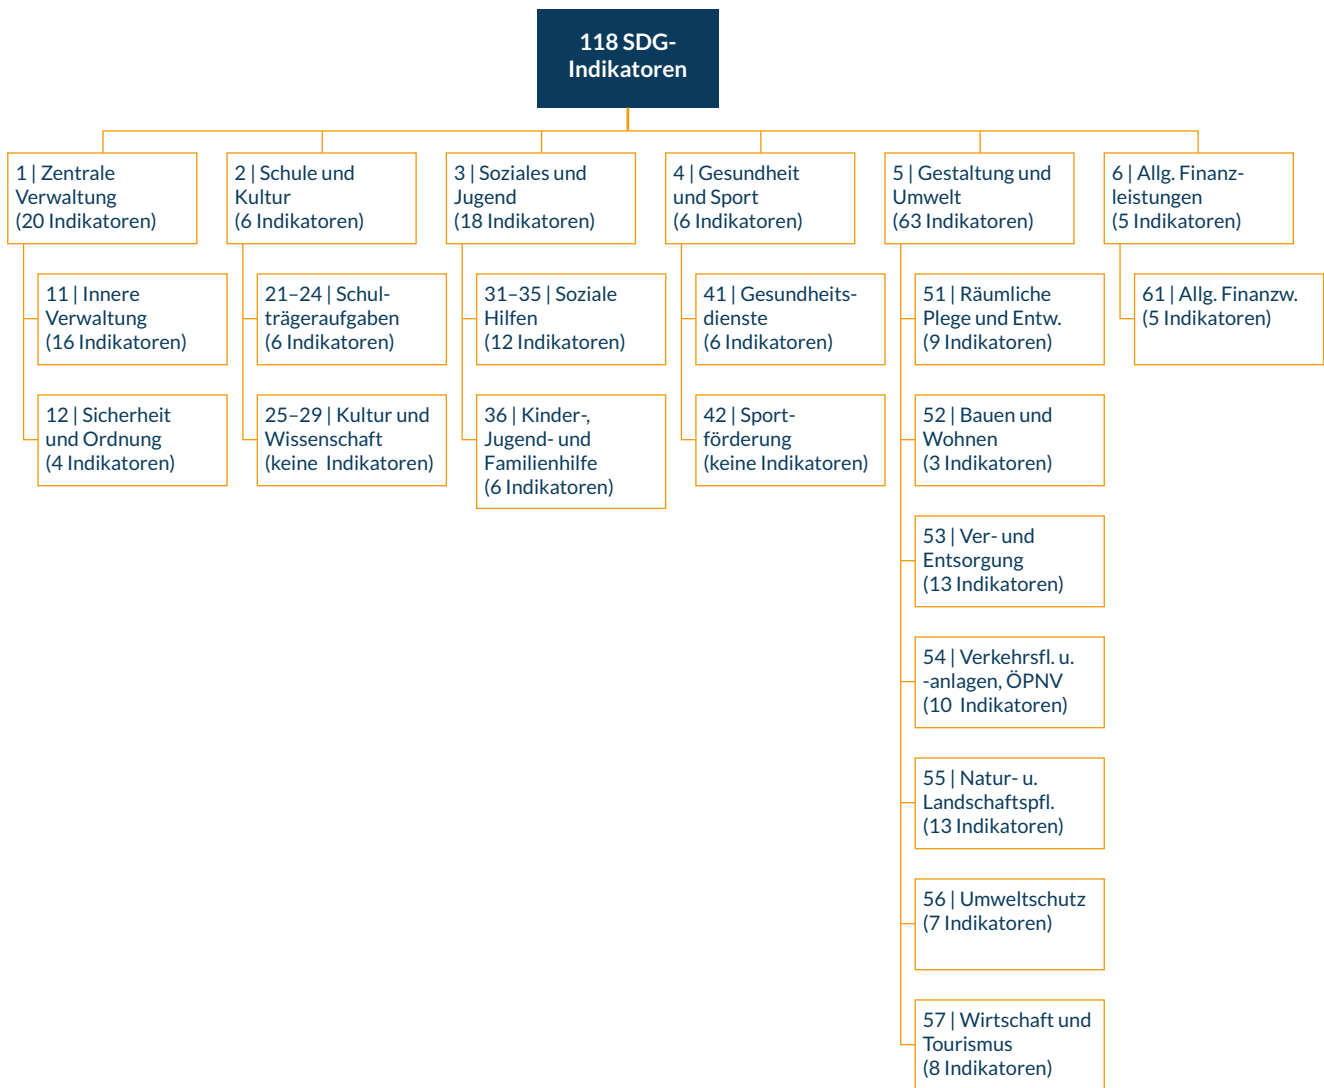 118 SDG-
Indikatoren
1 | Zentrale
Verwaltung
(20 Indikatoren)
2 | Schule und
Kultur
(6 Indikatoren)
3 | Soziales und
Jugend
(18 Indikatoren)
4 | Gesundheit
und Sport
(6 Indikatoren)
5 | Gestaltung und
Umwelt
(63 Indikatoren)
6 | Allg. Finanz-
leistungen
(5 Indikatoren)
11 | Innere
Verwaltung
(16 Indikatoren)
12 | Sicherheit
und Ordnung
(4 Indikatoren)
21–24 | Schul-
trägeraufgaben
(6 Indikatoren)
25–29 | Kultur und
Wissenschaft
(keine Indikatoren)
31–35 | Soziale
Hilfen
(12 Indikatoren)
36 | Kinder-,
Jugend- und
Familienhilfe
(6 Indikatoren)
41 | Gesundheits-
dienste
(6 Indikatoren)
42 | Sport-
förderung
(keine Indikatoren)
51 | Räumliche
Plege und Entw.
(9 Indikatoren)
52 | Bauen und
Wohnen
(3 Indikatoren)
53 | Ver- und
Entsorgung
(13 Indikatoren)
54 | Verkehrsfl. u.
-anlagen, ÖPNV
(10 Indikatoren)
55 | Natur- u.
Landschaftspfl.
(13 Indikatoren)
56 | Umweltschutz
(7 Indikatoren)
57 | Wirtschaft und
Tourismus
(8 Indikatoren)
61 | Allg. Finanzw.
(5 Indikatoren)